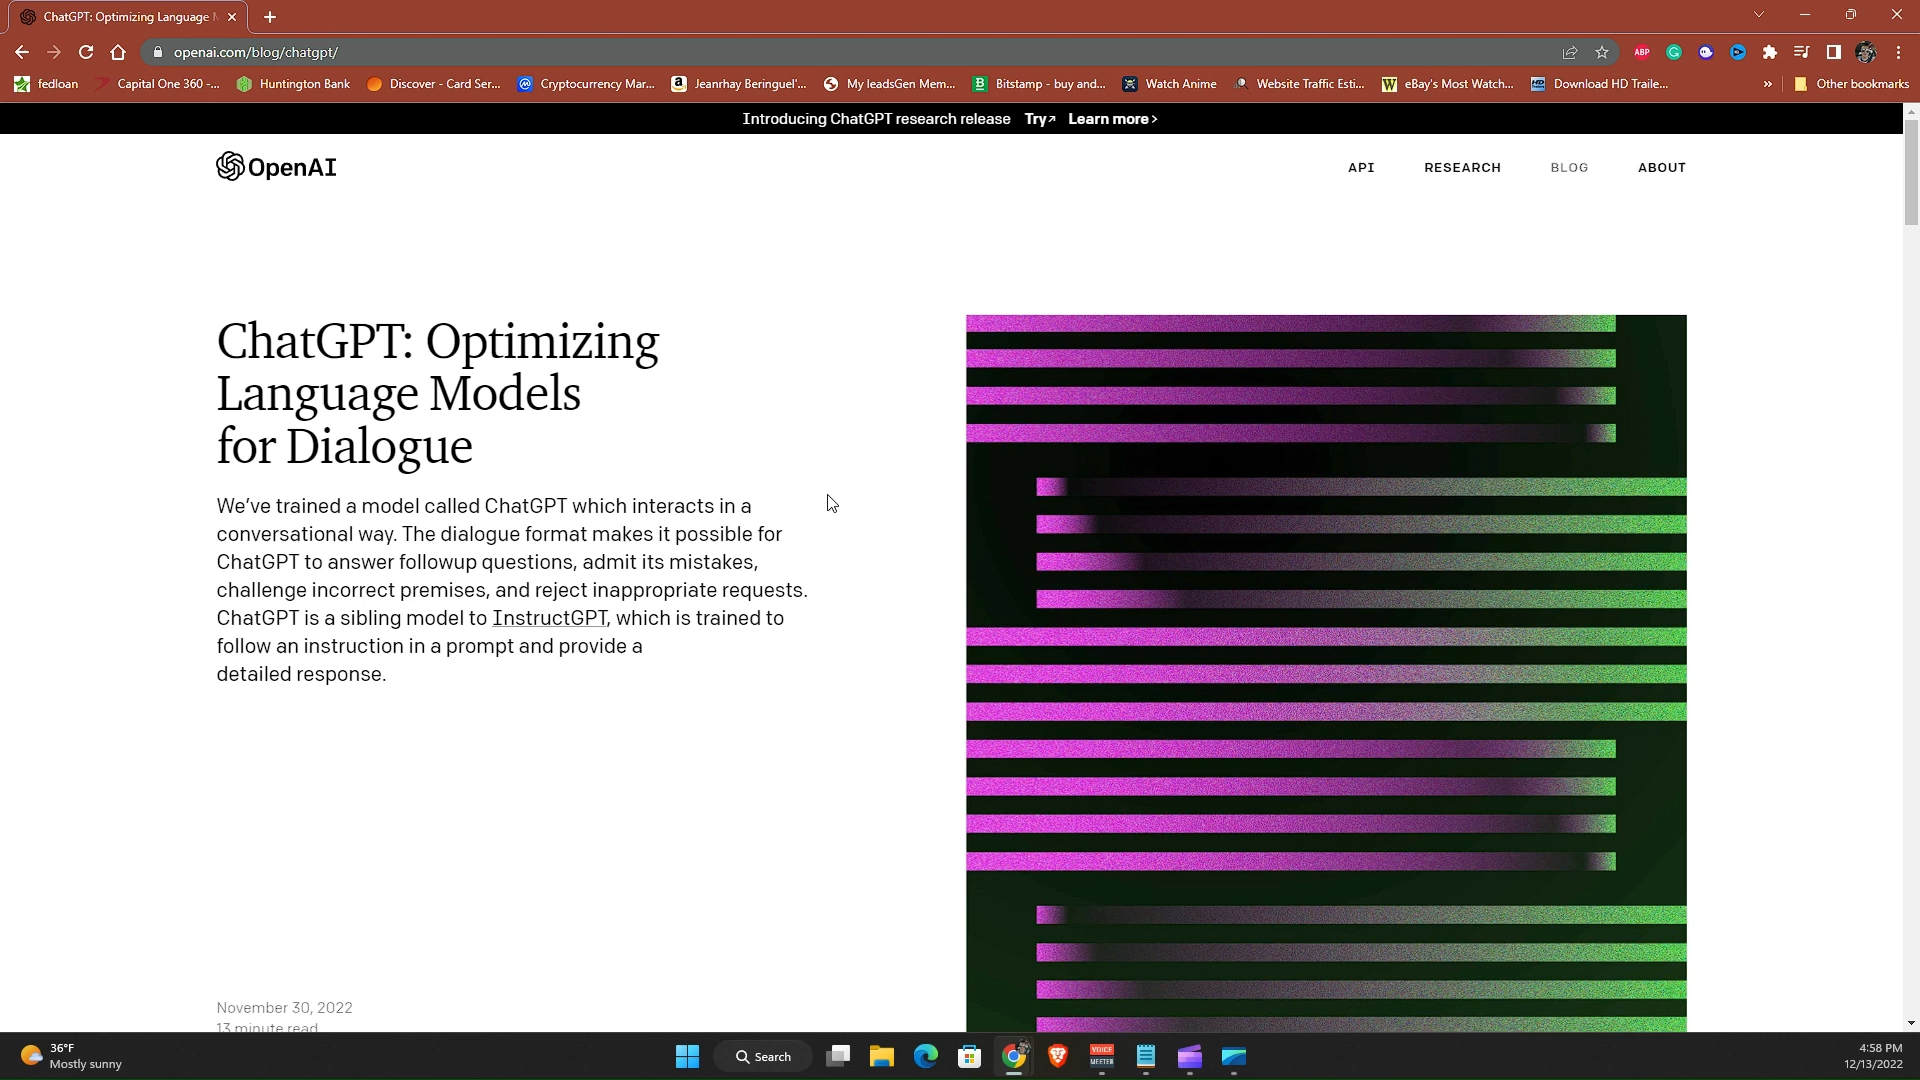 ChatGPT: Optimizing Language M
openai.com/blog/chatgpt/
ABP
fedloan
Capital One 360 -...
Huntington Bank
Discover - Card Ser...
Cryptocurrency Mar...
Jeanrhay Beringuel'...
My leadsGen Mem...
Bitstamp - buy and...
Watch Anime
Website Traffic Esti...
eBay's Most Watch...
HD
Download HD Traile...
»
Other bookmarks
Introducing ChatGPT research release Try↗ Learn more ›
OpenAI
API RESEARCH BLOG ABOUT
ChatGPT: Optimizing
Language Models
for Dialogue
We’ve trained a model called ChatGPT which interacts in a
conversational way. The dialogue format makes it possible for
ChatGPT to answer followup questions, admit its mistakes,
challenge incorrect premises, and reject inappropriate requests.
ChatGPT is a sibling model to InstructGPT, which is trained to
follow an instruction in a prompt and provide a
detailed response.
November 30, 2022
13 minute read
36°F
Mostly sunny
Search
VOICE
MEETER
4:58 PM
12/13/2022